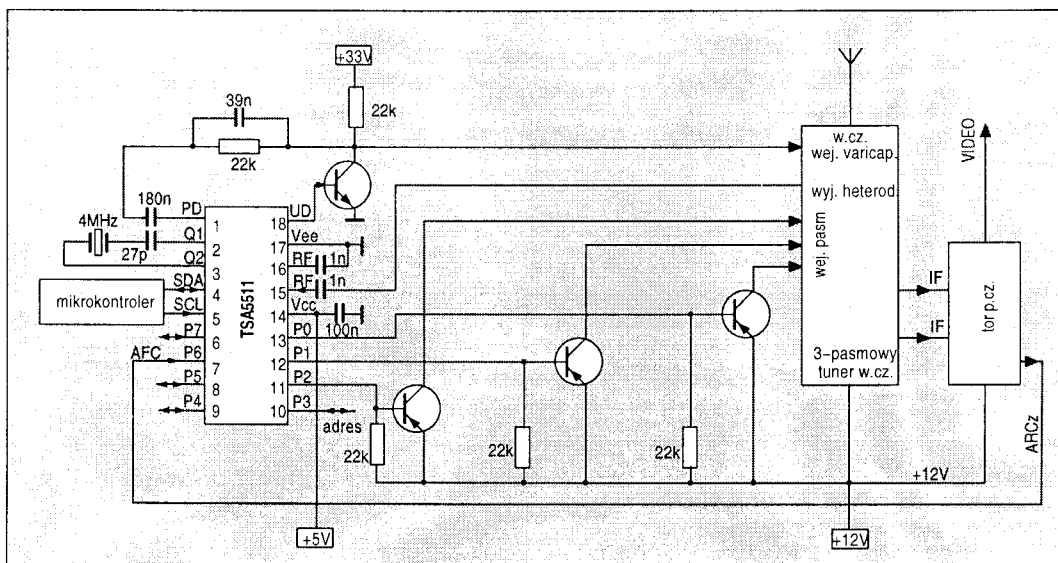 +33V
39n
22k
22k
180n
PD
UD
4MHz
Q1
27p
Q2
SDA
SCL
mikrokontroler
P7
AFC
P6
P5
P4
1
2
3
4
5
6
7
8
9
TSA5511
18
17
16
15
14
13
12
11
10
Vee
RF
1n
RF
1n
Vcc
100n
P0
P1
P2
P3
adres
22k
22k
22k
+5V
w.cz.
wej. varicap.
wyj. heterod.
wej. pasm
3-pasmowy
tuner w.cz.
IF
IF
tor p.cz.
VIDEO
ARCz
+12V
+12V